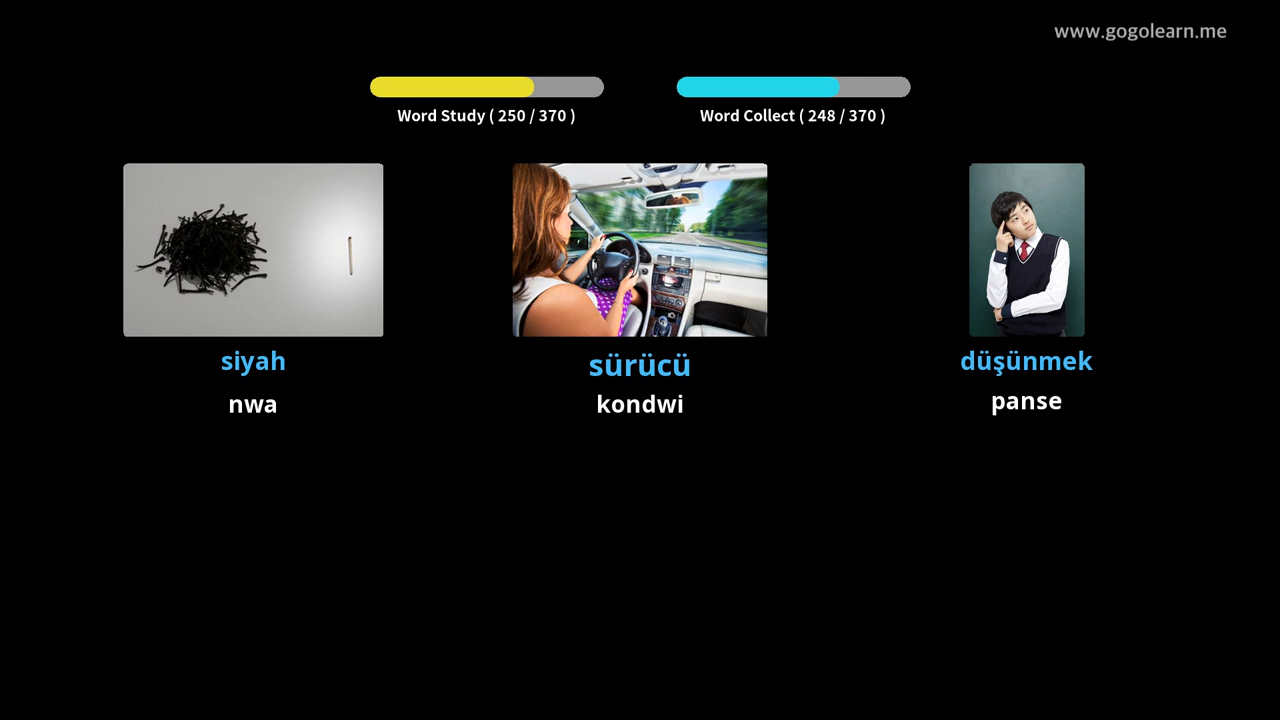 www.gogolearn.me
Word Study ( 250 / 370 )
Word Collect ( 248 / 370 )
siyah
nwa
sürücü
kondwi
düşünmek
panse